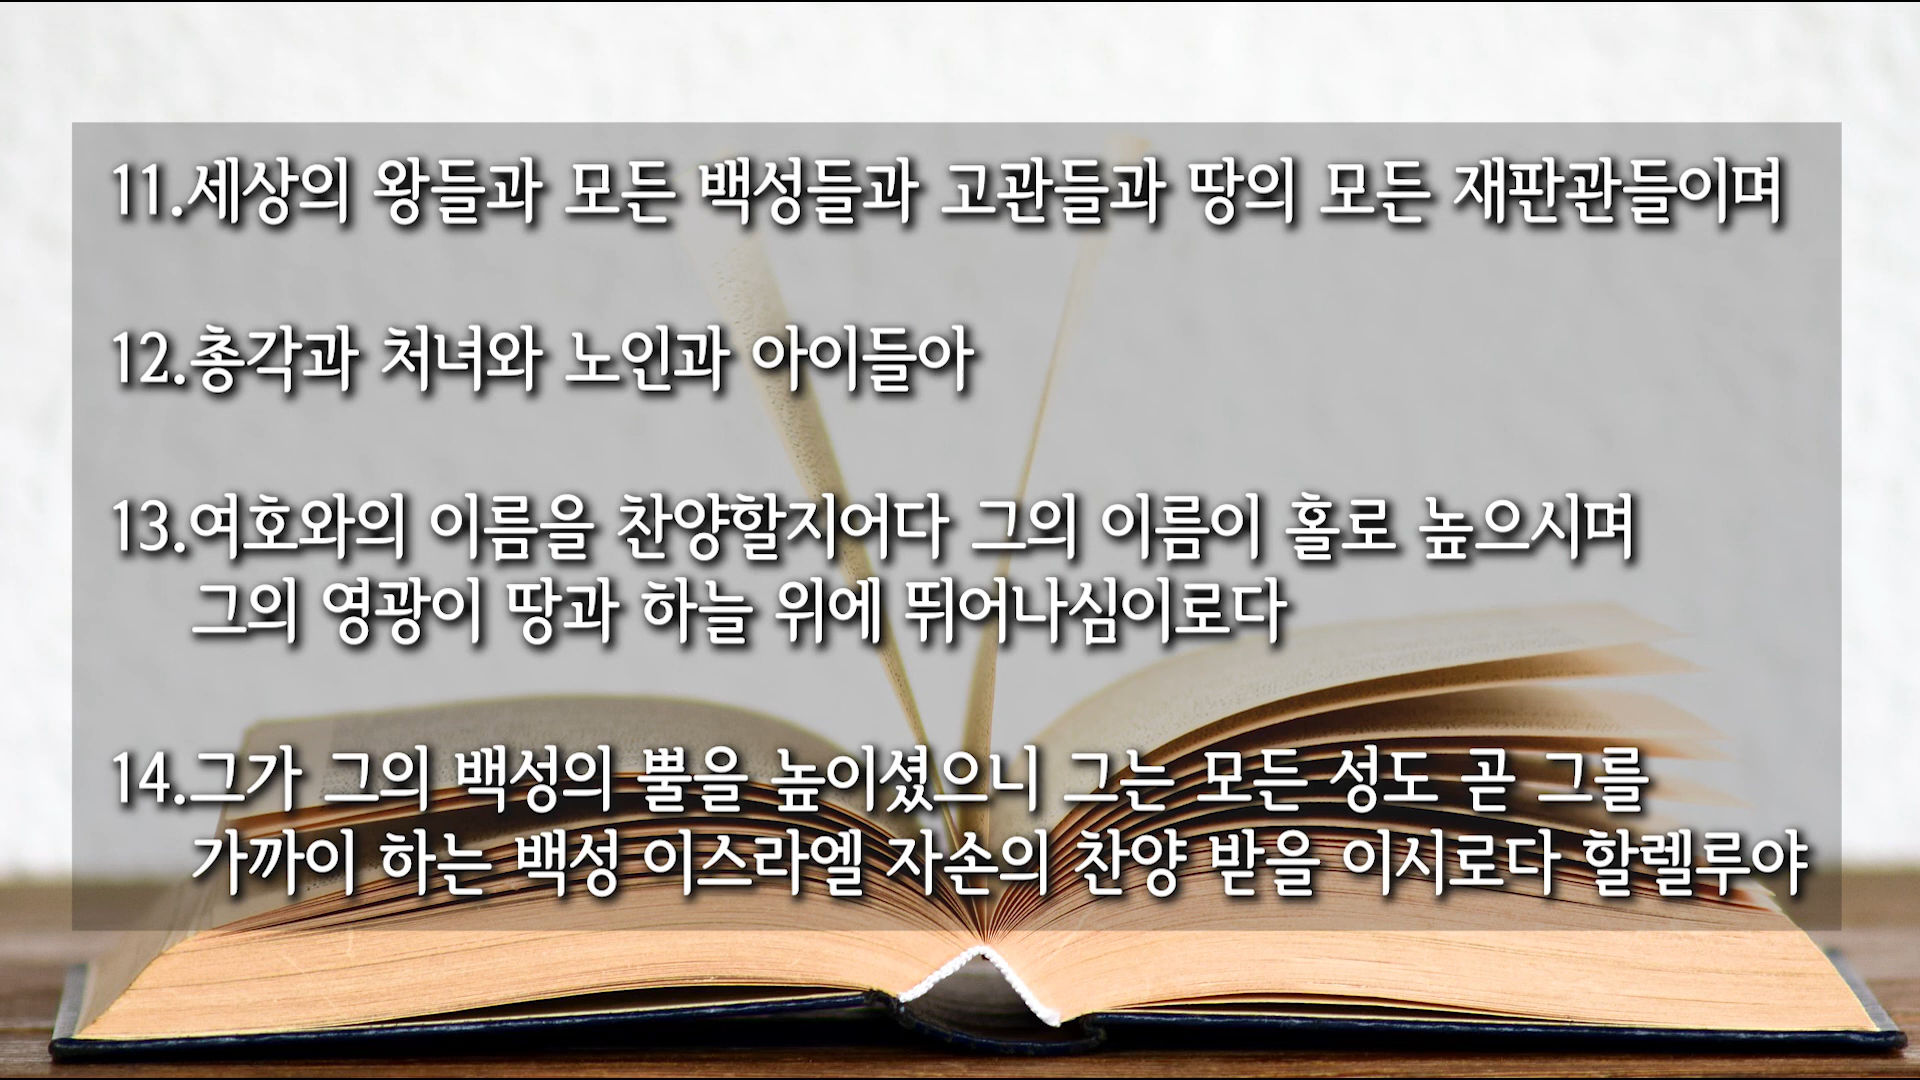 11.세상의 왕들과 모든 백성들과 고관들과 땅의 모든 재판관들이며
12.총각과 처녀와 노인과 아이들아
13.여호와의 이름을 찬양할지어다 그의 이름이 홀로 높으시며
그의 영광이 땅과 하늘 위에 뛰어나심이로다
14.그가 그의 백성의 뿔을 높이셨으니 그는 모든 성도 곧 그를
가까이 하는 백성 이스라엘 자손의 찬양 받을 이시로다 할렐루야